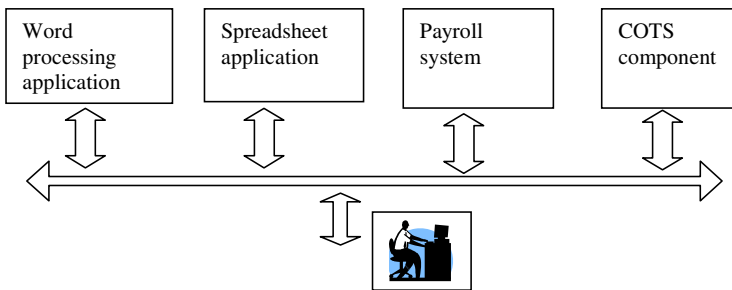 Word
processing
application
Spreadsheet
application
Payroll
system
COTS
component